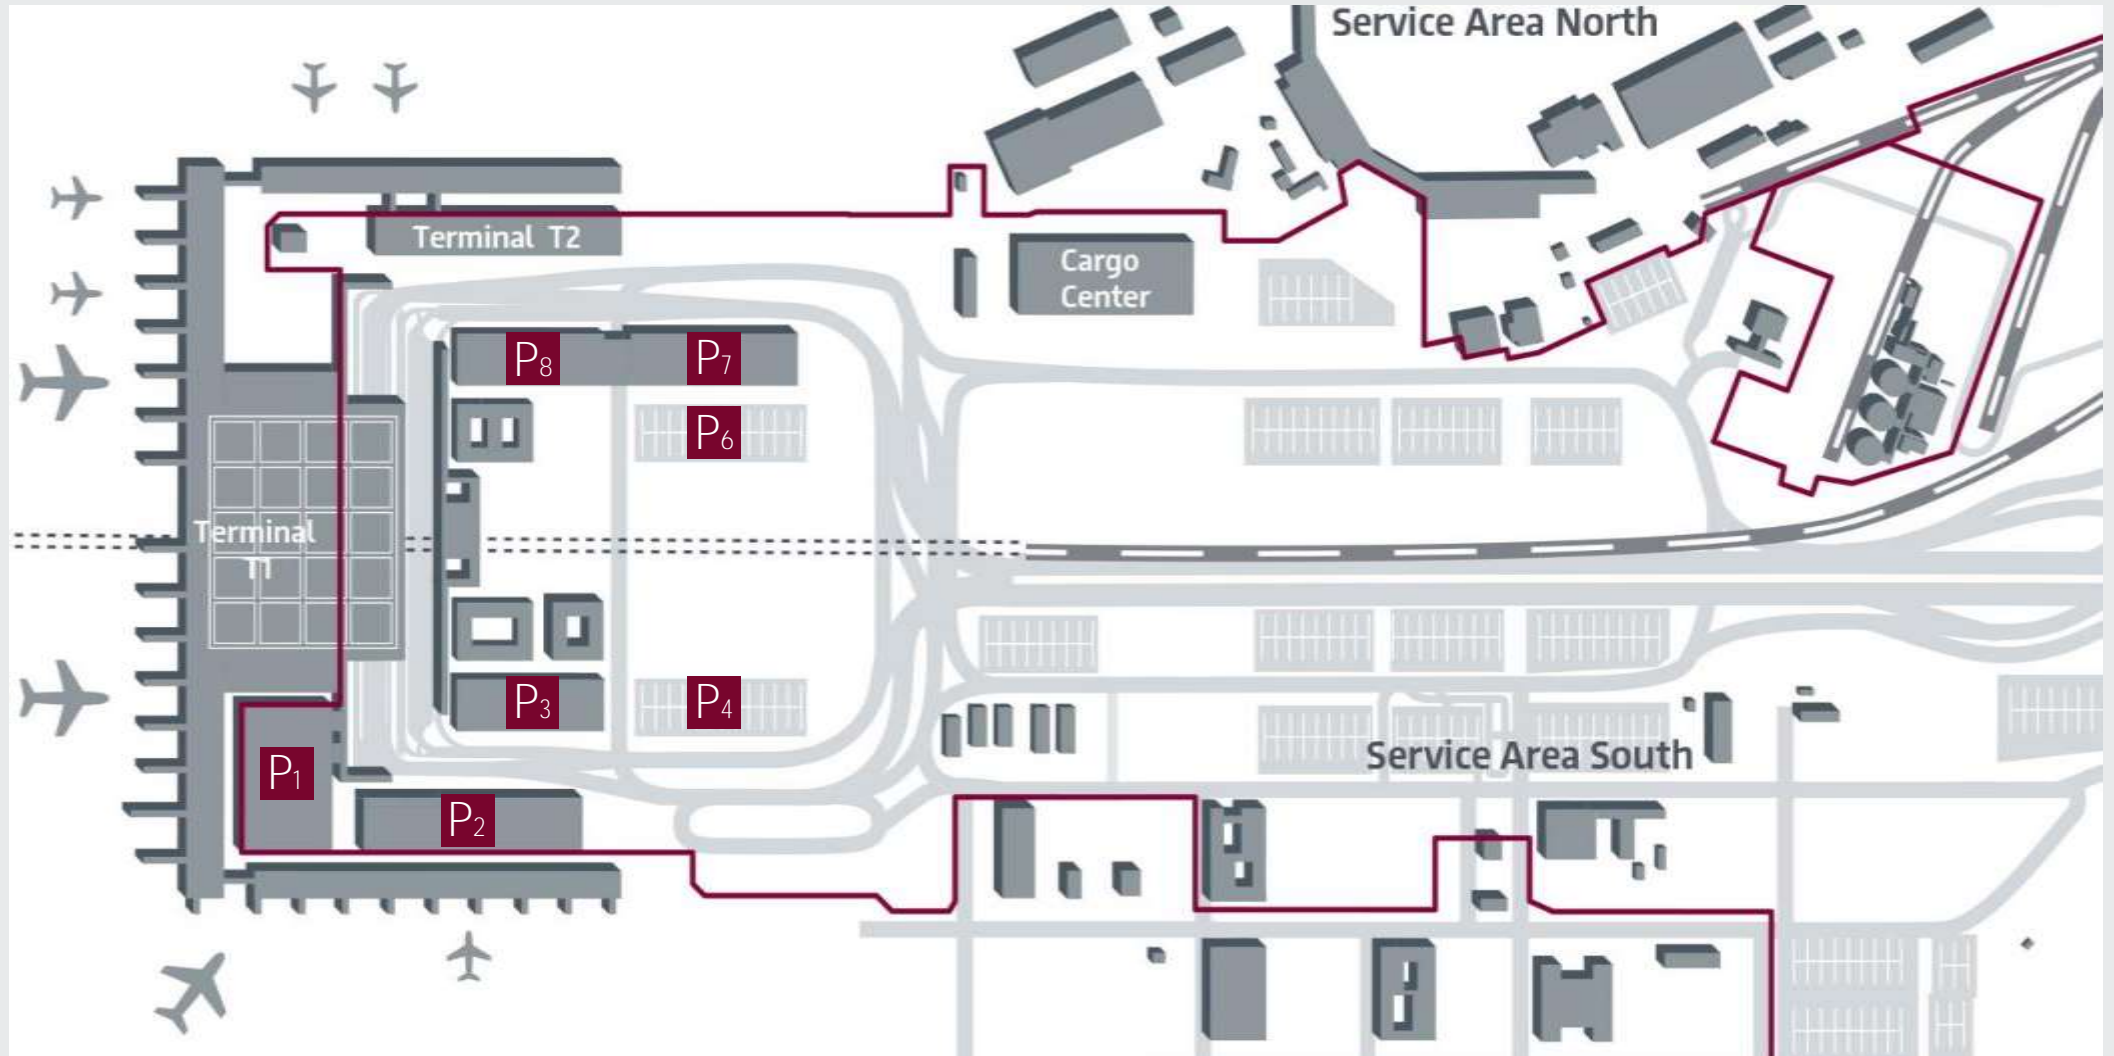 Service Area North
Terminal T2
Cargo
Center
P8
P7
P6
Terminal
T1
P3
P4
Service Area South
P1
P2